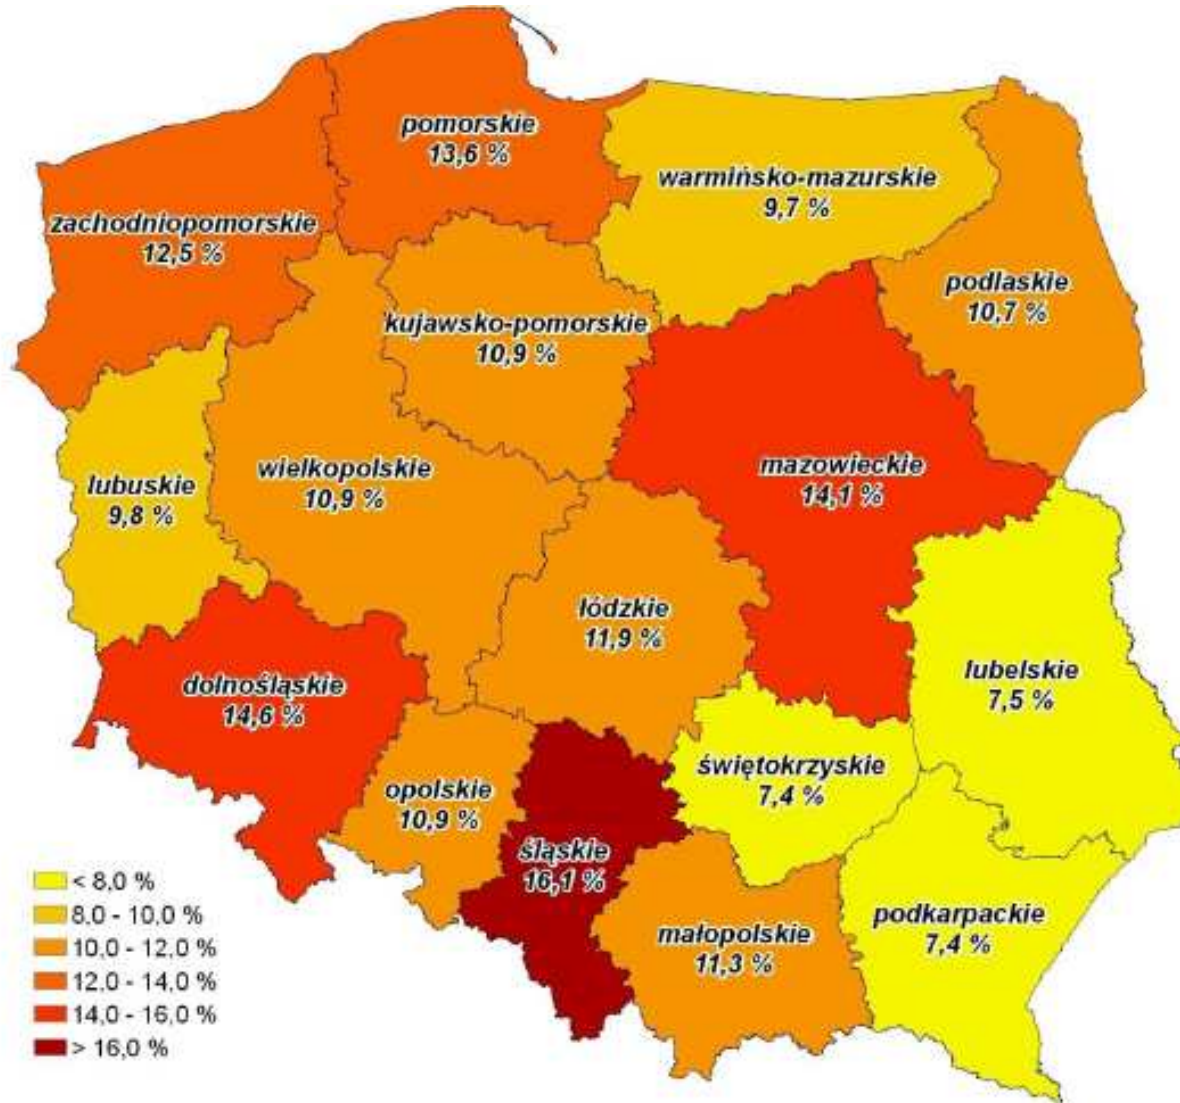 pomorskie
13,6 %
warmińsko-mazurskie
9,7 %
zachodniopomorskie
12,5 %
podlaskie
10,7 %
kujawsko-pomorskie
10,9 %
wielkopolskie
10,9 %
mazowieckie
14,1 %
lubuskie
9,8 %
łódzkie
11,9 %
lubelskie
7,5 %
dolnośląskie
14,6 %
świętokrzyskie
7,4 %
opolskie
10,9 %
śląskie
16,1 %
podkarpackie
7,4 %
małopolskie
11,3 %
< 8,0 %
8,0 - 10,0 %
10,0 - 12,0 %
12,0 - 14,0 %
14,0 - 16,0 %
> 16,0 %